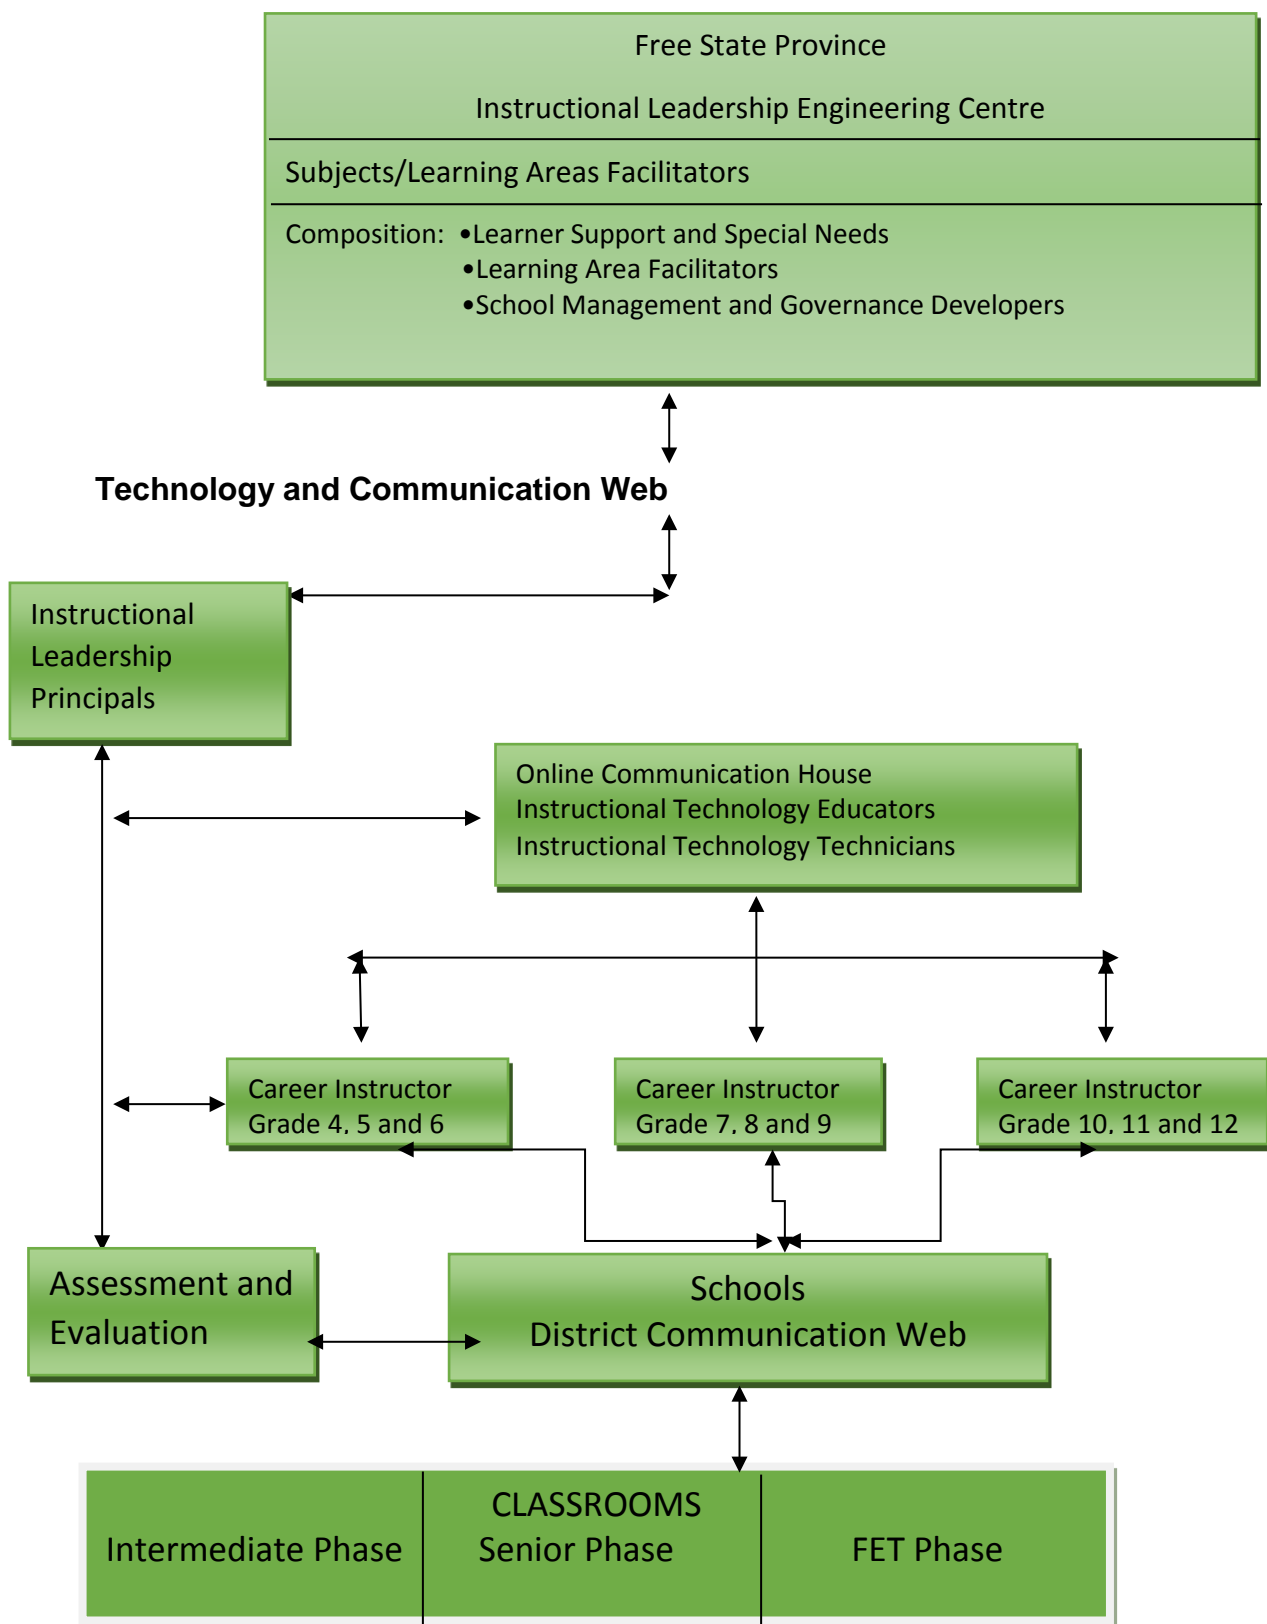 Free State Province
Instructional Leadership Engineering Centre
Subjects/Learning Areas Facilitators
Composition: •Learner Support and Special Needs
•Learning Area Facilitators
•School Management and Governance Developers
Technology and Communication Web
Instructional
Leadership
Principals
Online Communication House
Instructional Technology Educators
Instructional Technology Technicians
Career Instructor
Grade 4, 5 and 6
Career Instructor
Grade 7, 8 and 9
Career Instructor
Grade 10, 11 and 12
Assessment and
Evaluation
Schools
District Communication Web
CLASSROOMS
Intermediate Phase
Senior Phase
FET Phase